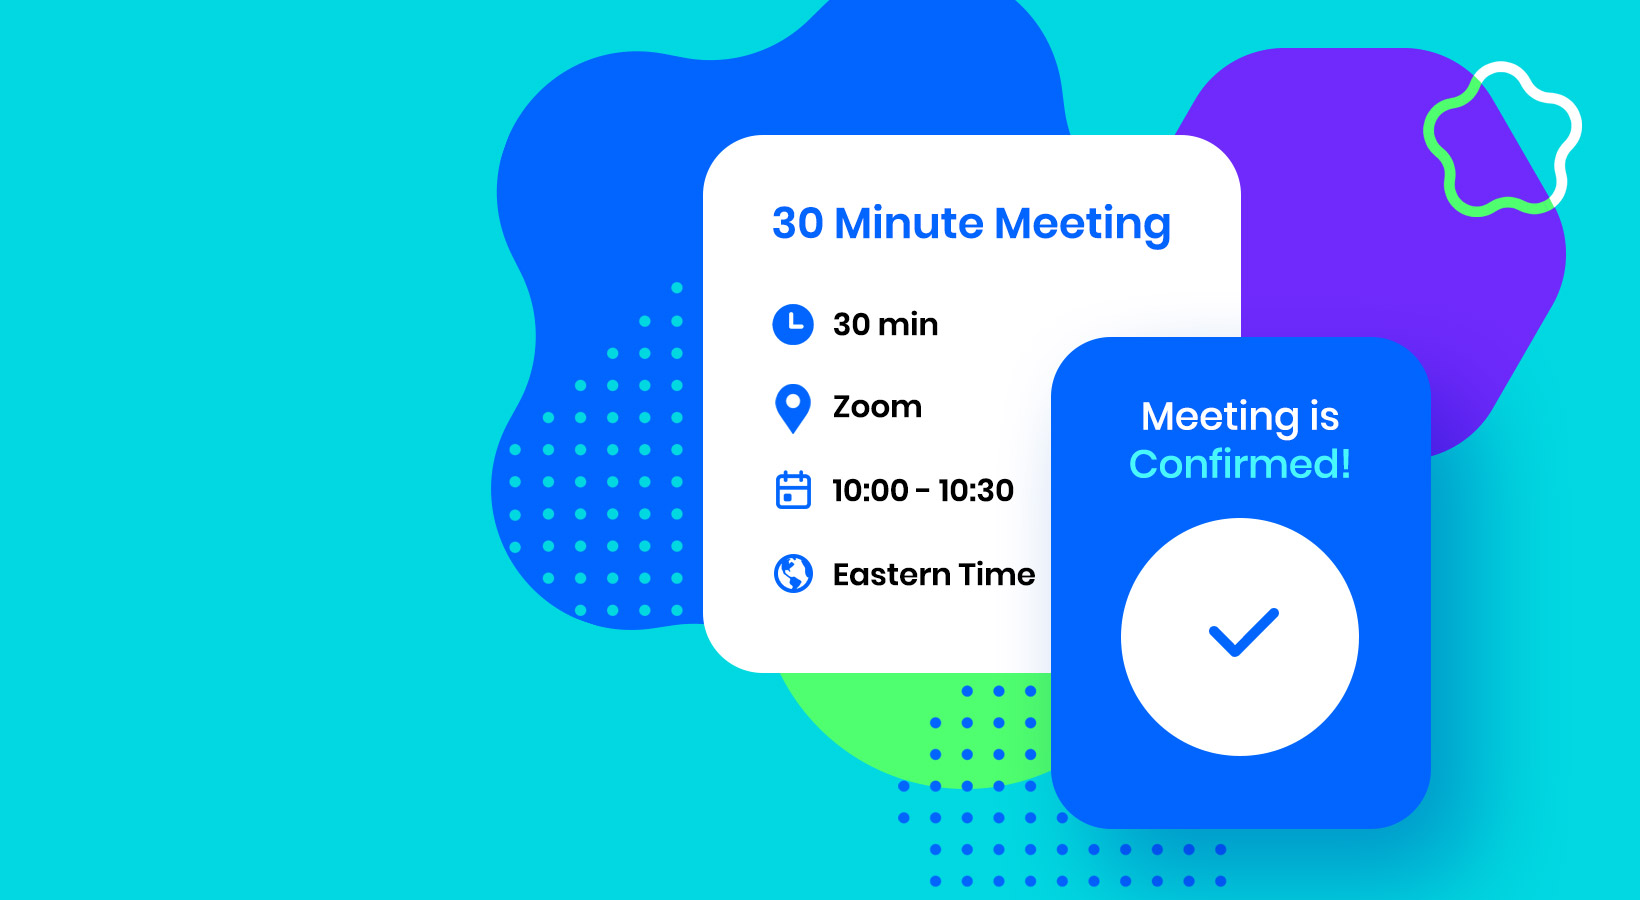 30 Minute Meeting
30 min
Zoom
10:00 - 10:30
Eastern Time
Meeting is
Confirmed!